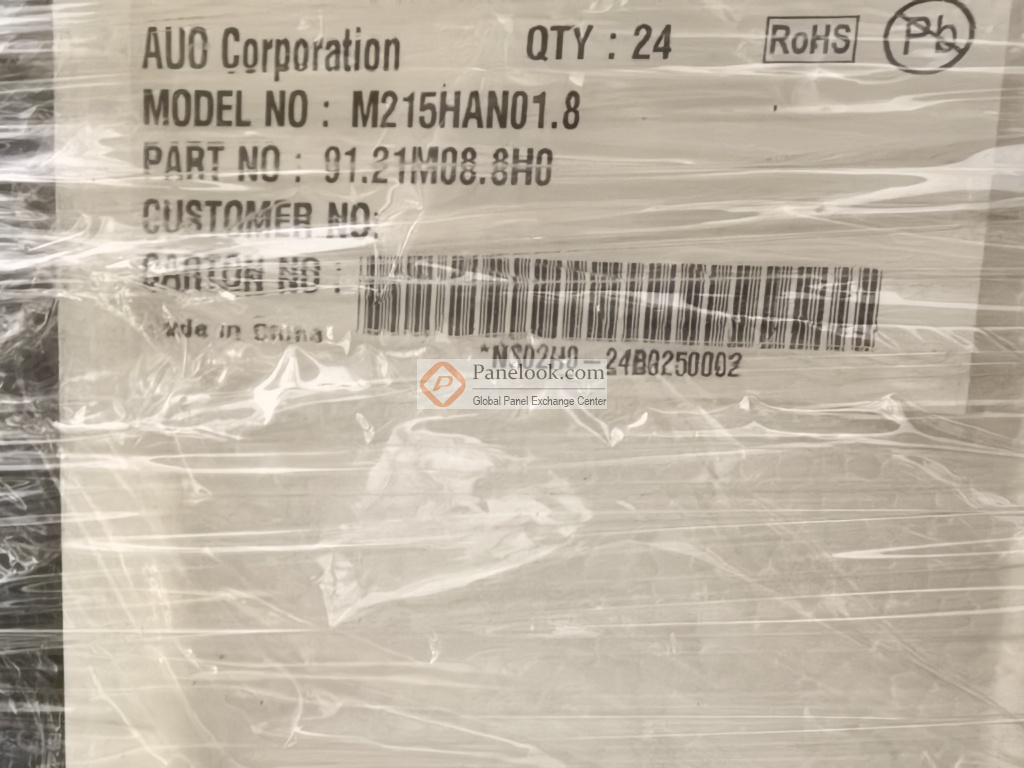 AUO Corporation QTY : 24 RoHS Pb
MODEL NO : M215HAN01.8
PART NO : 91.21M08.8H0
CUSTOMER NO:
CARTON NO :
in China
24B0250002
Panelook.com
Global Panel Exchange Center